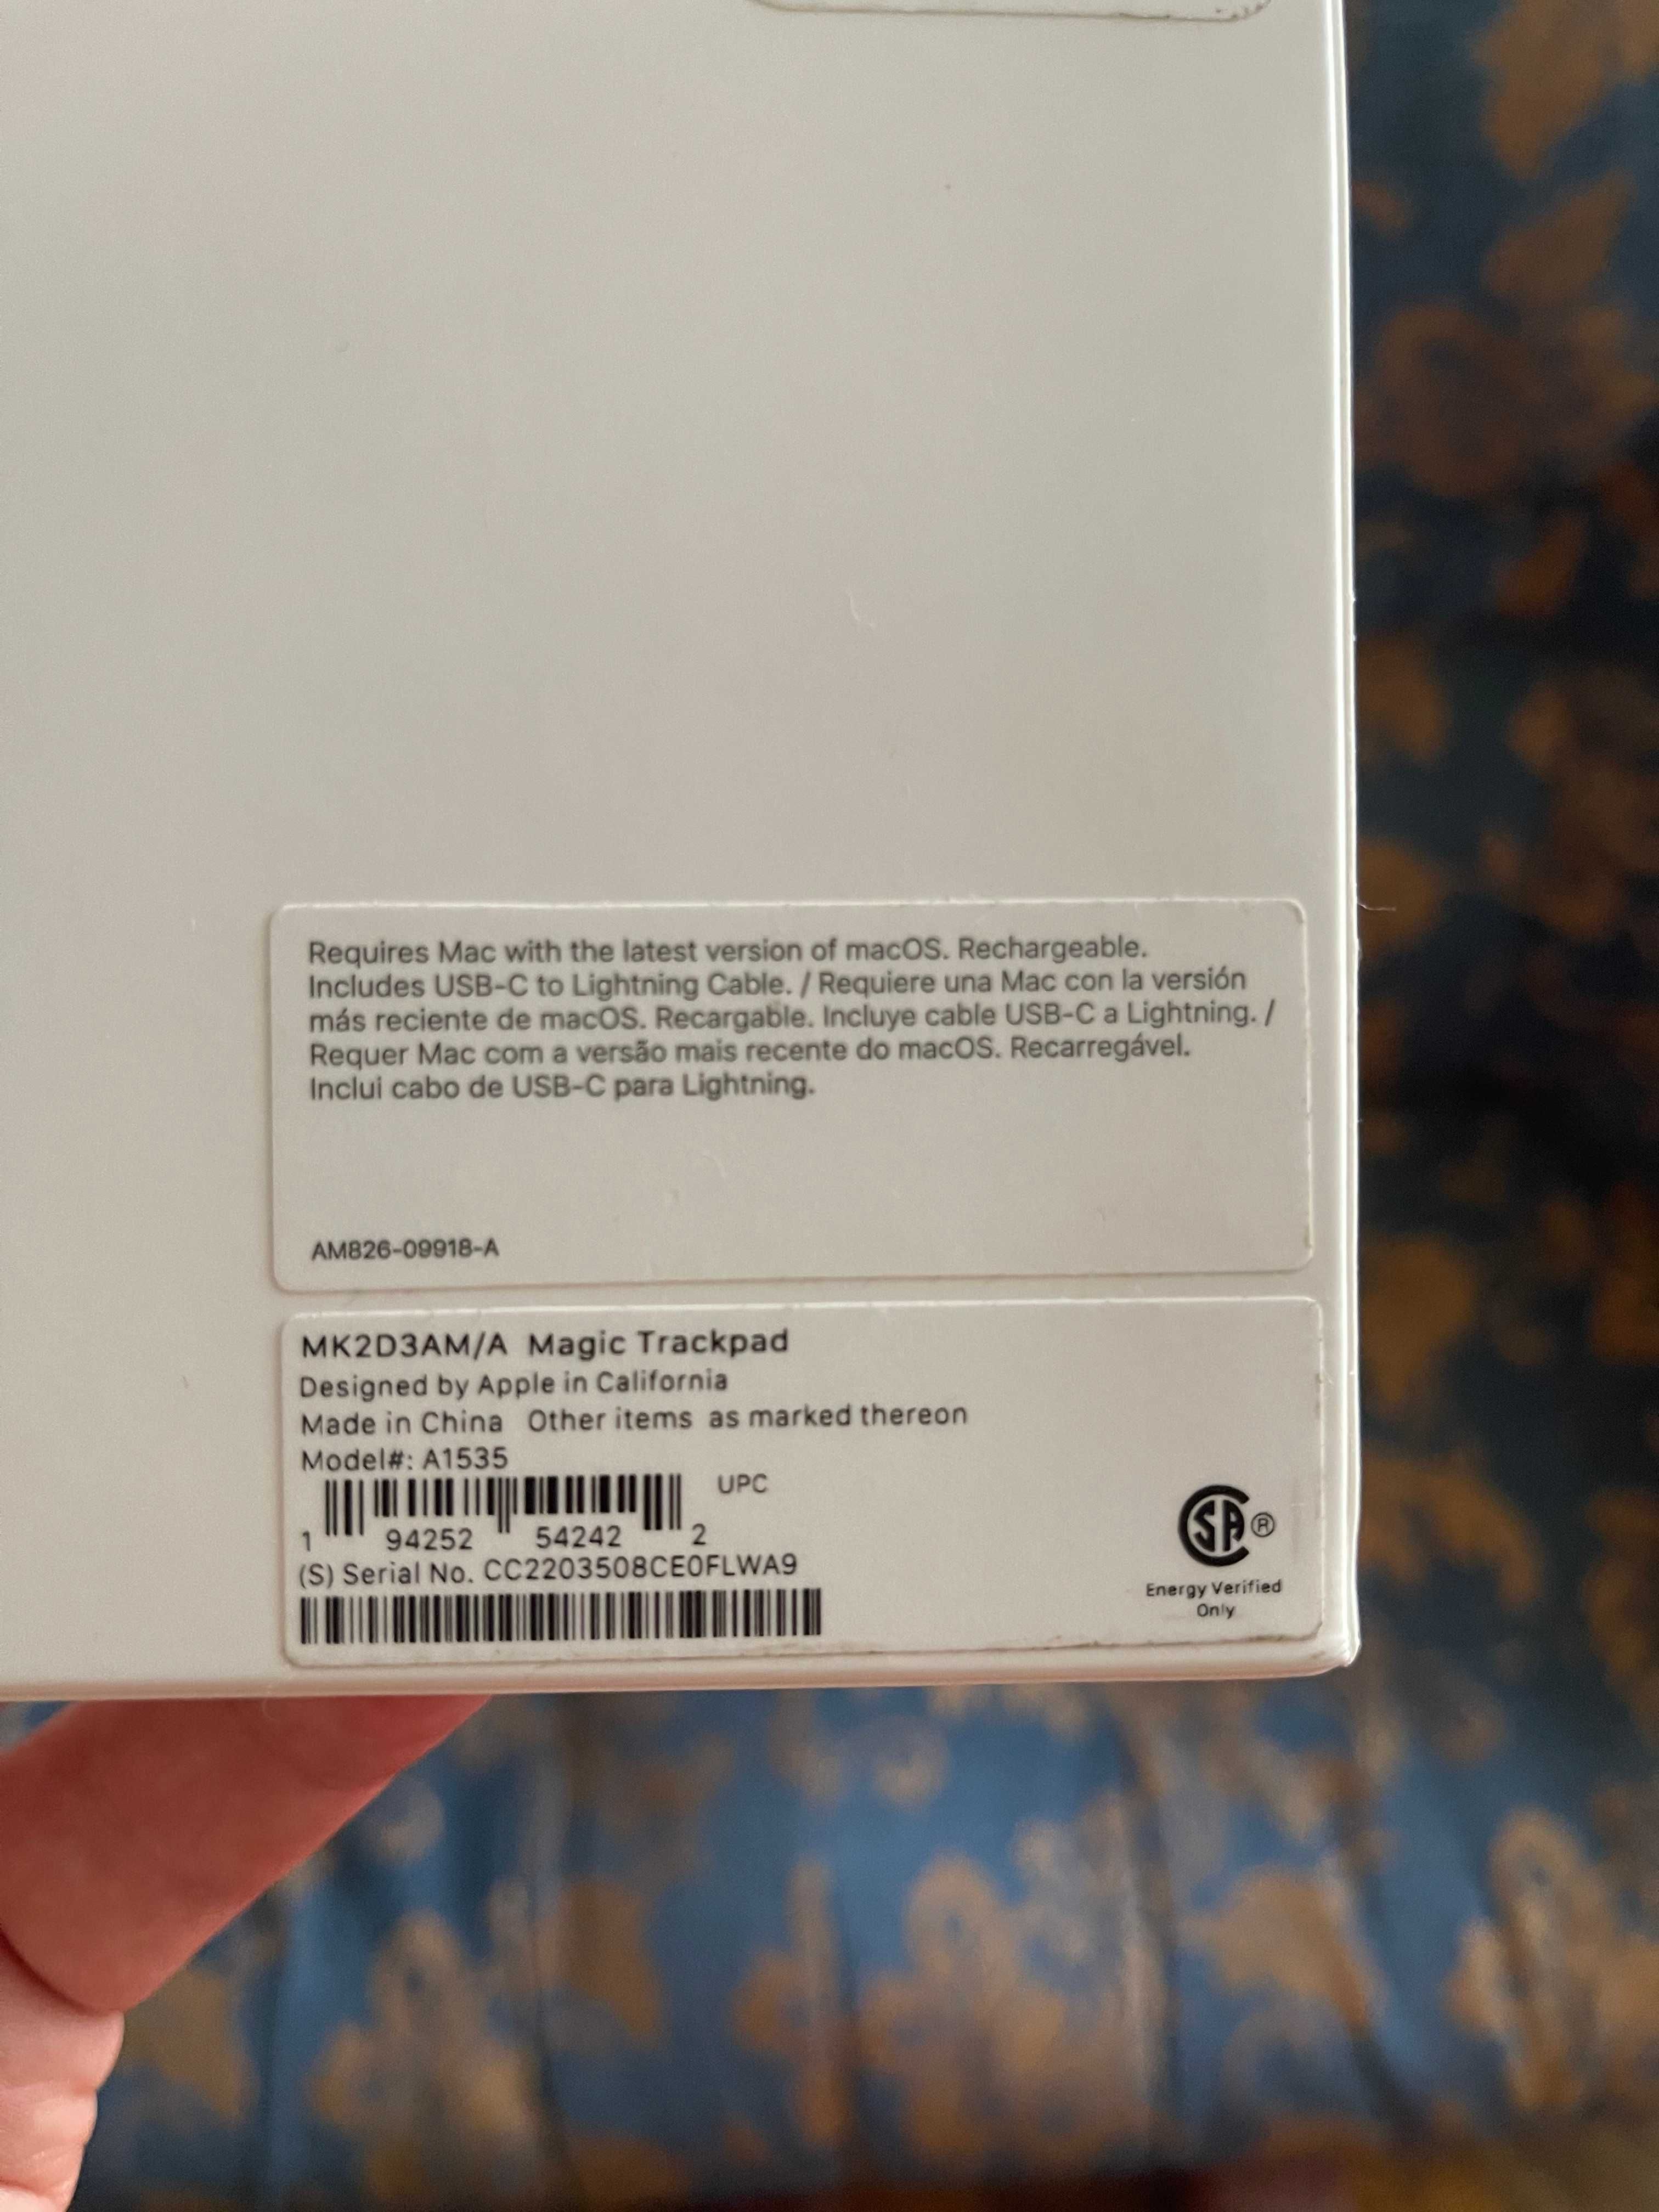 Requires Mac with the latest version of macOS. Rechargeable.
Includes USB-C to Lightning Cable. / Requiere una Mac con la versión
más reciente de macOS. Recargable. Incluye cable USB-C a Lightning. /
Requer Mac com a versão mais recente do macOS. Recarregável.
Inclui cabo de USB-C para Lightning.
AM826-09918-A
MK2D3AM/A Magic Trackpad
Designed by Apple in California
Made in China Other items as marked thereon
Model#: A1535
UPC
1 94252 54242 2
(S) Serial No. CC2203508CE0FLWA9
SA ®
Energy Verified
Only